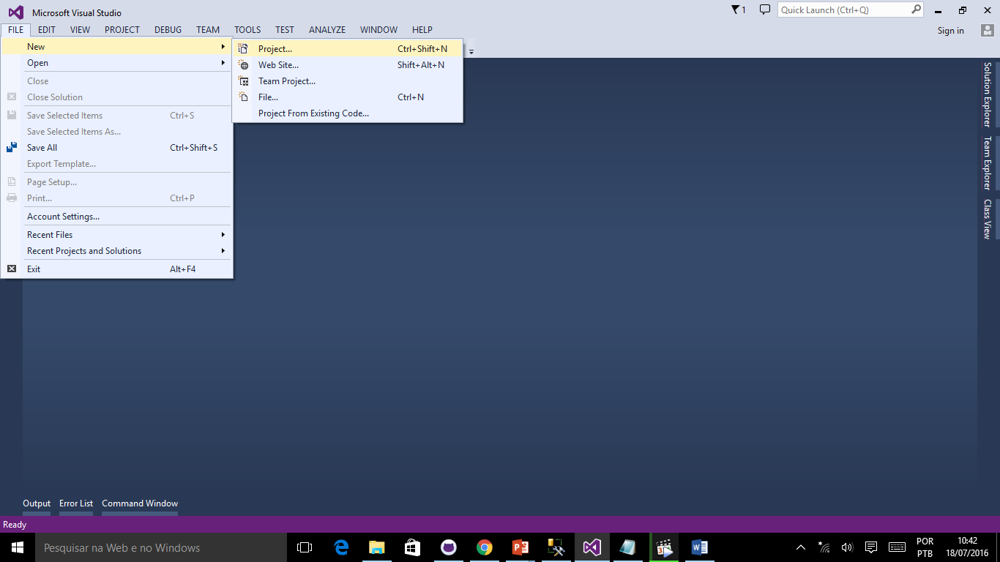 Microsoft Visual Studio
1
Quick Launch (Ctrl+Q)
FILE EDIT VIEW PROJECT DEBUG TEAM TOOLS TEST ANALYZE WINDOW HELP
Sign in
New
Open
Close
Close Solution
Save Selected Items Ctrl+S
Save Selected Items As...
Save All Ctrl+Shift+S
Export Template...
Page Setup...
Print... Ctrl+P
Account Settings...
Recent Files
Recent Projects and Solutions
Exit Alt+F4
Project... Ctrl+Shift+N
Web Site... Shift+Alt+N
Team Project...
File... Ctrl+N
Project From Existing Code...
Solution Explorer
Team Explorer
Class View
Output Error List Command Window
Ready
Pesquisar na Web e no Windows
POR
PTB
10:42
18/07/2016